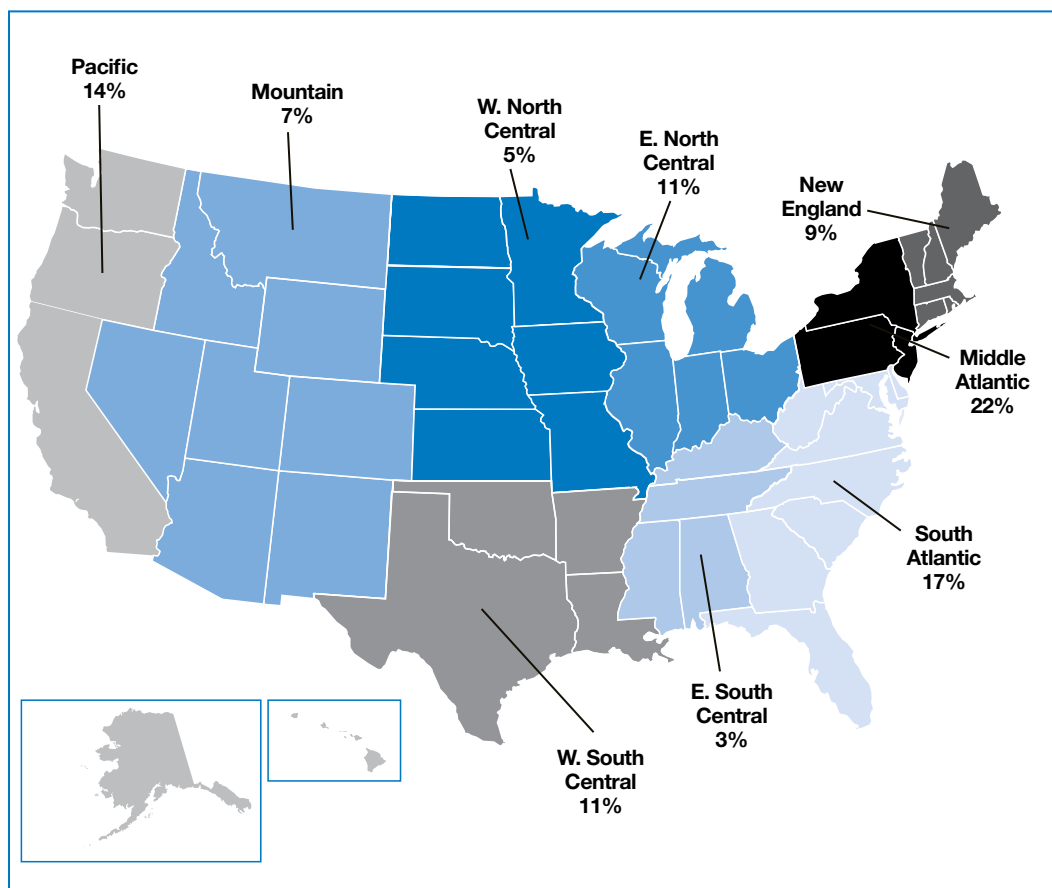 Pacific
14%
Mountain
7%
W. North
Central
5%
E. North
Central
11%
New
England
9%
Middle
Atlantic
22%
South
Atlantic
17%
E. South
Central
3%
W. South
Central
11%